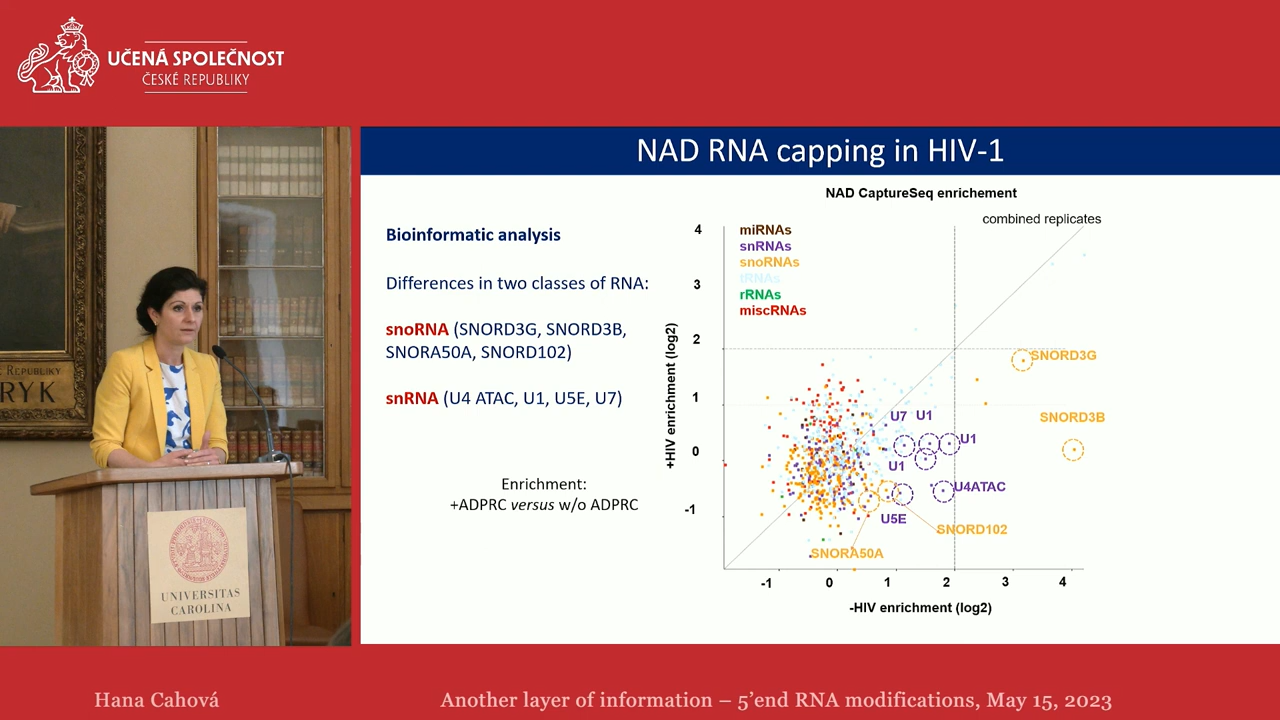 UČENÁ SPOLEČNOST
ČESKÉ REPUBLIKY
REPUBLIKY
RYK
UNIVERSITAS
CAROLINA
NAD RNA capping in HIV-1
Bioinformatic analysis
Differences in two classes of RNA:
snoRNA (SNORD3G, SNORD3B,
SNORA50A, SNORD102)
snRNA (U4 ATAC, U1, U5E, U7)
Enrichment:
+ADPRC versus w/o ADPRC
NAD CaptureSeq enrichement
combined replicates
miRNAs
snRNAs
snoRNAs
tRNAs
rRNAs
miscRNAs
+HIV enrichment (log2)
4
3
2
1
0
-1
SNORD3G
SNORD3B
U7
U1
U1
U1
U4ATAC
U5E
SNORD102
SNORA50A
-1
0
1
2
3
4
-HIV enrichment (log2)
Hana Cahová
Another layer of information – 5’end RNA modifications, May 15, 2023